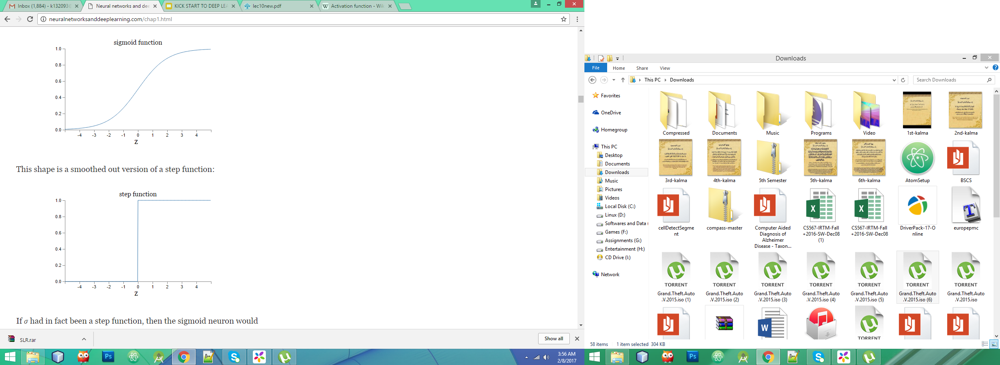 Inbox (1,884) - k132093@
Neural networks and dee
KICK START TO DEEP LEA
lec10new.pdf
Activation function - Wik
neuralnetworksanddeeplearning.com/chap1.html
sigmoid function
1.0
0.8
0.6
0.4
0.2
0.0
-4 -3 -2 -1 0 1 2 3 4
Z
This shape is a smoothed out version of a step function:
step function
1.0
0.8
0.6
0.4
0.2
0.0
-4 -3 -2 -1 0 1 2 3 4
Z
If σ had in fact been a step function, then the sigmoid neuron would
SLR.rar
Show all
Ps
3:56 AM
2/8/2017
Downloads
File Home Share View
This PC Downloads
Search Downloads
Favorites
OneDrive
Homegroup
This PC
Desktop
Documents
Downloads
Music
Pictures
Videos
Local Disk (C:)
Linux (D:)
Softwares and Data (
Games (F:)
Assignments (G:)
Entertainment (H:)
CD Drive (I:)
Network
Compressed
Documents
Music
Programs
Video
1st-kalma
2nd-kalma
3rd-kalma
4th-kalma
5th Semester
5th-kalma
6th-kalma
AtomSetup
BSCS
cellDetectSegme
nt
compass-master
Computer Aided
Diagnosis of
Alzheimer
Disease - Taxon...
CS567-IRTM-Fall
+2016-SW-Dec08
(1)
CS567-IRTM-Fall
+2016-SW-Dec08
DriverPack-17-O
nline
europepmc
TORRENT
Grand.Theft.Auto
.V.2015.iso (1)
TORRENT
Grand.Theft.Auto
.V.2015.iso (2)
TORRENT
Grand.Theft.Auto
.V.2015.iso (3)
TORRENT
Grand.Theft.Auto
.V.2015.iso (4)
TORRENT
Grand.Theft.Auto
.V.2015.iso (5)
TORRENT
Grand.Theft.Auto
.V.2015.iso (6)
TORRENT
Grand.Theft.Auto
.V.2015.iso
TORRENT
58 items 1 item selected 304 KB
Ps